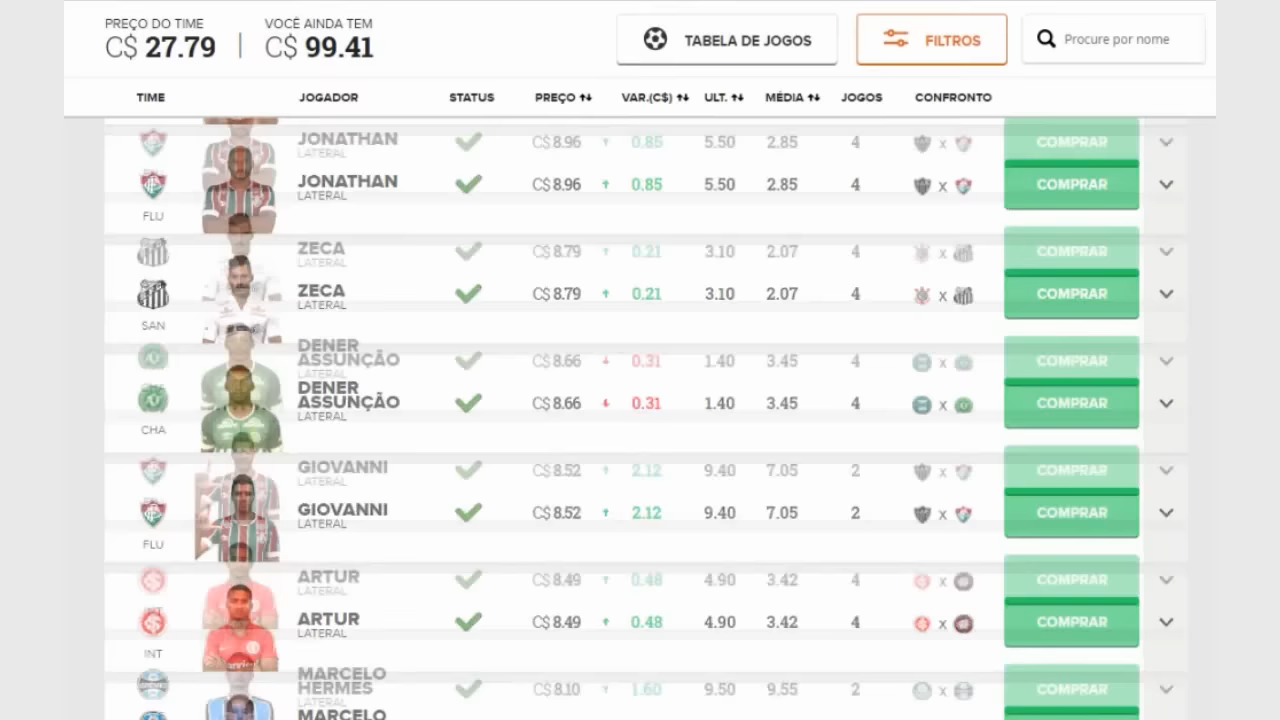 PREÇO DO TIME
C$ 27.79
VOCÊ AINDA TEM
C$ 99.41
TABELA DE JOGOS
FILTROS
Procure por nome
TIME JOGADOR STATUS PREÇO VAR.(C$) ULT. MÉDIA JOGOS CONFRONTO
JONATHAN C$ 8.96 0.85 5.50 2.85 4 x COMPRAR
LATERAL
JONATHAN C$ 8.96 0.85 5.50 2.85 4 x COMPRAR
LATERAL
FLU
ZECA C$ 8.79 0.21 3.10 2.07 4 x COMPRAR
LATERAL
ZECA C$ 8.79 0.21 3.10 2.07 4 x COMPRAR
LATERAL
SAN
DENER
ASSUNÇÃO C$ 8.66 0.31 1.40 3.45 4 x COMPRAR
LATERAL
DENER
ASSUNÇÃO C$ 8.66 0.31 1.40 3.45 4 x COMPRAR
LATERAL
CHA
GIOVANNI C$ 8.52 2.12 9.40 7.05 2 x COMPRAR
LATERAL
GIOVANNI C$ 8.52 2.12 9.40 7.05 2 x COMPRAR
LATERAL
FLU
ARTUR C$ 8.49 0.48 4.90 3.42 4 x COMPRAR
LATERAL
ARTUR C$ 8.49 0.48 4.90 3.42 4 x COMPRAR
LATERAL
INT
MARCELO
HERMES C$ 8.10 1.60 9.50 9.55 2 x COMPRAR
LATERAL
MARCELO